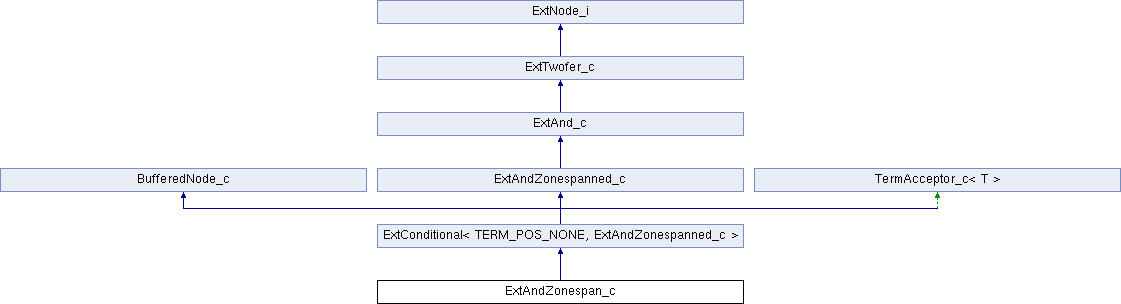 ExtNode_i
ExtTwofer_c
ExtAnd_c
BufferedNode_c
ExtAndZonespanned_c
TermAcceptor_c< T >
ExtConditional< TERM_POS_NONE, ExtAndZonespanned_c >
ExtAndZonespan_c